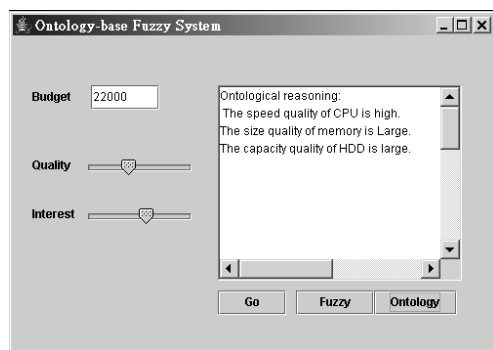 Ontology-base Fuzzy System
Budget 22000
Quality
Interest
Ontological reasoning:
The speed quality of CPU is high.
The size quality of memory is Large.
The capacity quality of HDD is large.
Go Fuzzy Ontology